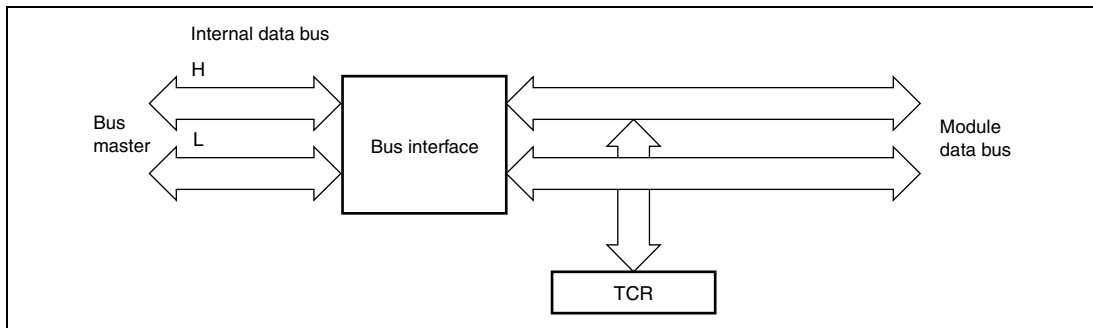 Internal data bus
H
Bus
master
L
Bus interface
Module
data bus
TCR